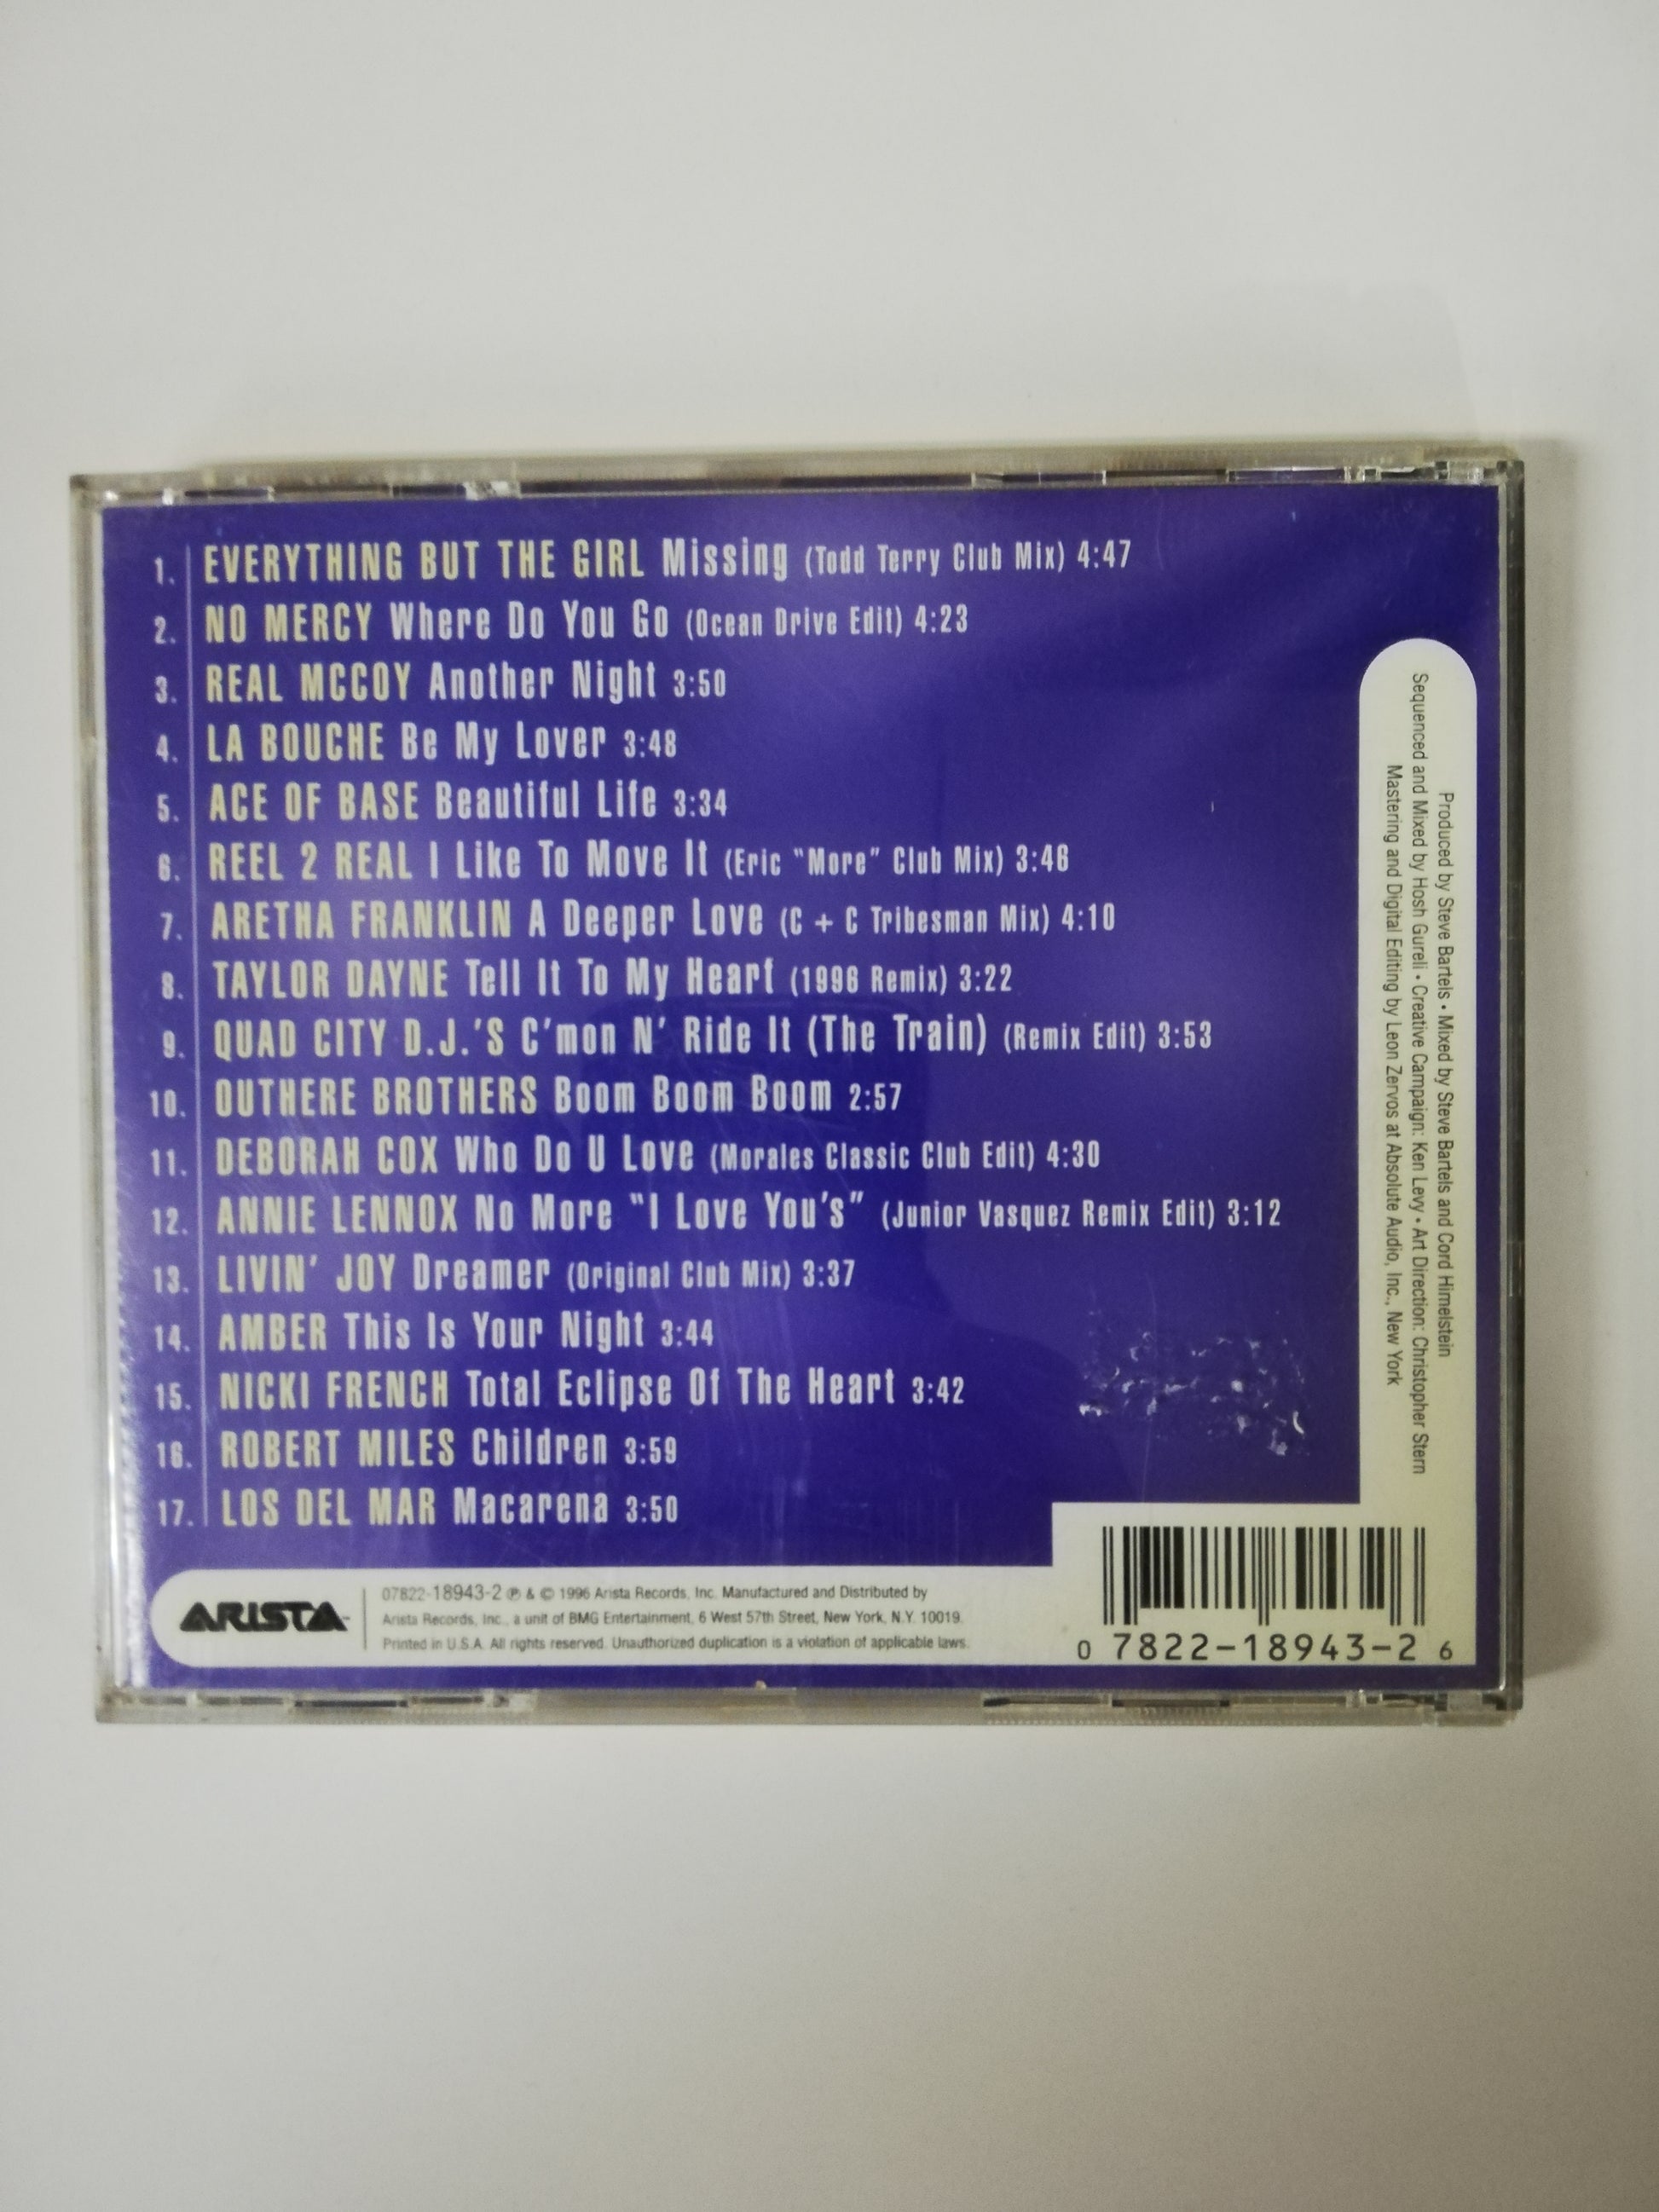 1. EVERYTHING BUT THE GIRL Missing (Todd Terry Club Mix) 4:47
2. NO MERCY Where Do You Go (Ocean Drive Edit) 4:23
3. REAL MCCOY Another Night 3:50
4. LA BOUCHE Be My Lover 3:48
5. ACE OF BASE Beautiful Life 3:34
6. REEL 2 REAL I Like To Move It (Eric "More" Club Mix) 3:46
7. ARETHA FRANKLIN A Deeper Love (C + C Tribesman Mix) 4:10
8. TAYLOR DAYNE Tell It To My Heart (1996 Remix) 3:22
9. QUAD CITY D.J.'S C'mon N' Ride It (The Train) (Remix Edit) 3:53
10. OUTHERE BROTHERS Boom Boom Boom 2:57
11. DEBORAH COX Who Do U Love (Morales Classic Club Edit) 4:30
12. ANNIE LENNOX No More "I Love You's" (Junior Vasquez Remix Edit) 3:12
13. LIVIN' JOY Dreamer (Original Club Mix) 3:37
14. AMBER This Is Your Night 3:44
15. NICKI FRENCH Total Eclipse Of The Heart 3:42
16. ROBERT MILES Children 3:59
17. LOS DEL MAR Macarena 3:50
Produced by Steve Bartels • Mixed by Steve Bartels and Cord Himelstein
Sequenced and Mixed by Hosh Gureli • Creative Campaign: Ken Levy • Art Direction: Christopher Stern
Mastering and Digital Editing by Leon Zervos at Absolute Audio, Inc., New York
ARISTA™
07822-18943-2 ℗ & © 1996 Arista Records, Inc. Manufactured and Distributed by
Arista Records, Inc., a unit of BMG Entertainment, 6 West 57th Street, New York, N.Y. 10019.
Printed in U.S.A. All rights reserved. Unauthorized duplication is a violation of applicable laws.
0 7822-18943-2 6